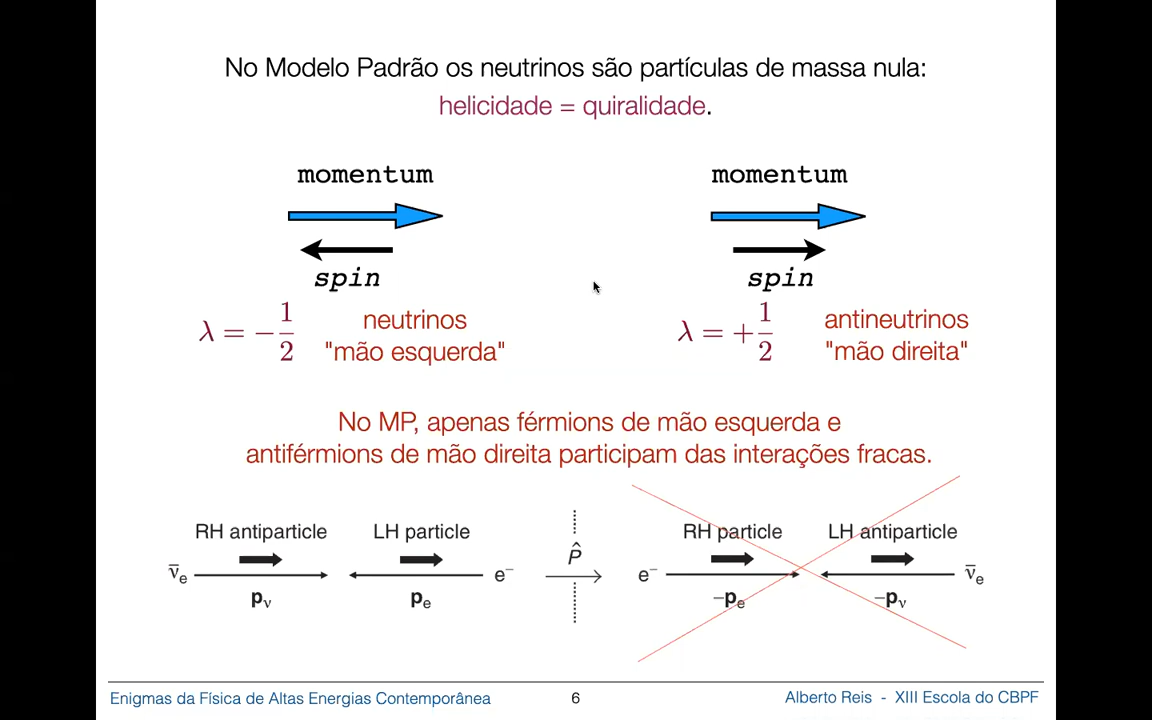 No Modelo Padrão os neutrinos são partículas de massa nula:
helicidade = quiralidade.
momentum
momentum
spin
spin
λ = −1/2
neutrinos
"mão esquerda"
λ = +1/2
antineutrinos
"mão direita"
No MP, apenas férmions de mão esquerda e
antiférmions de mão direita participam das interações fracas.
RH antiparticle
LH particle
RH particle
LH antiparticle
P̂
ν̄e
e⁻
e⁻
ν̄e
pν
pe
−pe
−pν
Enigmas da Física de Altas Energias Contemporânea
6
Alberto Reis - XIII Escola do CBPF